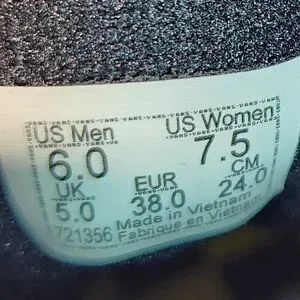 US Men US Women
6.0 7.5
UK EUR CM
5.0 38.0 24.0
721356 Made in Vietnam
Fabrique en Vietnam